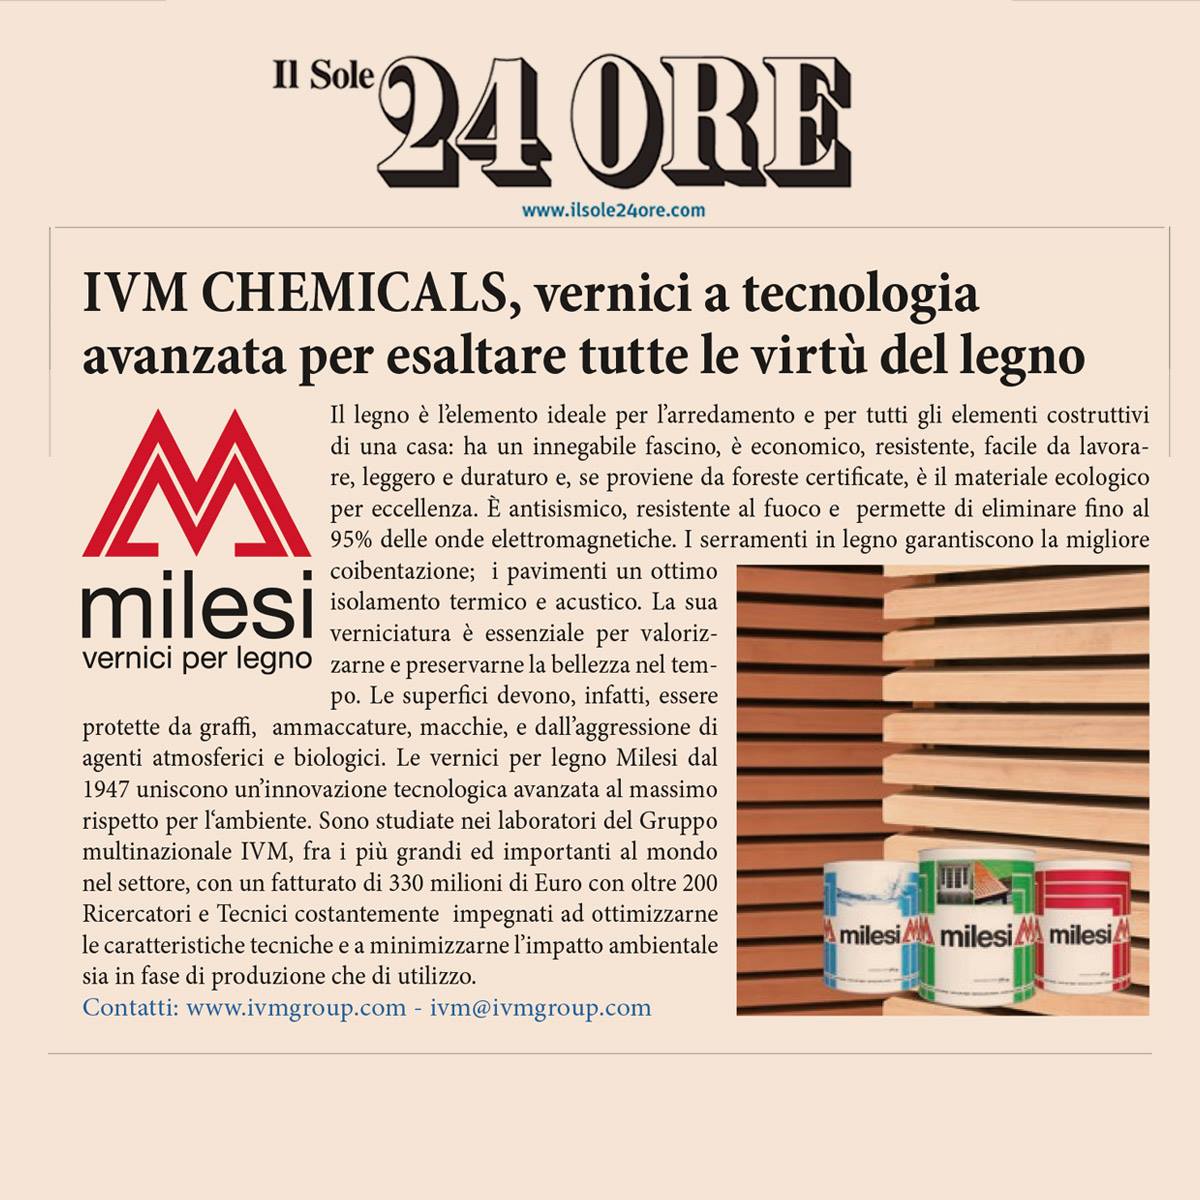 Il Sole 24 ORE
www.ilsole24ore.com
IVM CHEMICALS, vernici a tecnologia
avanzata per esaltare tutte le virtù del legno
milesi
vernici per legno
Il legno è l'elemento ideale per l'arredamento e per tutti gli elementi costruttivi
di una casa: ha un innegabile fascino, è economico, resistente, facile da lavora-
re, leggero e duraturo e, se proviene da foreste certificate, è il materiale ecologico
per eccellenza. È antisismico, resistente al fuoco e permette di eliminare fino al
95% delle onde elettromagnetiche. I serramenti in legno garantiscono la migliore
coibentazione; i pavimenti un ottimo
isolamento termico e acustico. La sua
verniciatura è essenziale per valoriz-
zarne e preservarne la bellezza nel tem-
po. Le superfici devono, infatti, essere
protette da graffi, ammaccature, macchie, e dall'aggressione di
agenti atmosferici e biologici. Le vernici per legno Milesi dal
1947 uniscono un'innovazione tecnologica avanzata al massimo
rispetto per l'ambiente. Sono studiate nei laboratori del Gruppo
multinazionale IVM, fra i più grandi ed importanti al mondo
nel settore, con un fatturato di 330 milioni di Euro con oltre 200
Ricercatori e Tecnici costantemente impegnati ad ottimizzarne
le caratteristiche tecniche e a minimizzarne l'impatto ambientale
sia in fase di produzione che di utilizzo.
Contatti: www.ivmgroup.com - ivm@ivmgroup.com
milesi
milesi
milesi